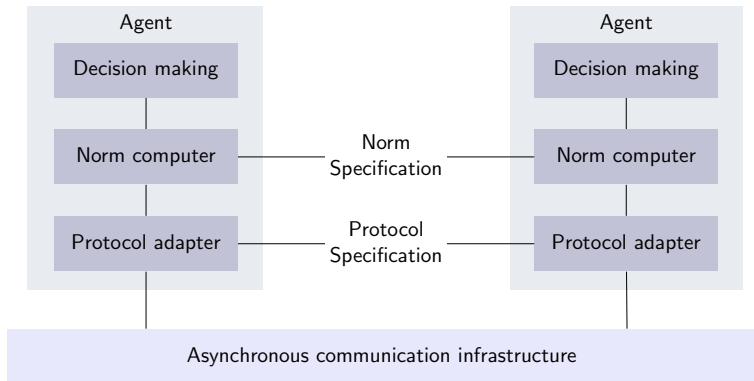 Agent
Agent
Decision making
Decision making
Norm computer
Norm
Specification
Norm computer
Protocol adapter
Protocol
Specification
Protocol adapter
Asynchronous communication infrastructure